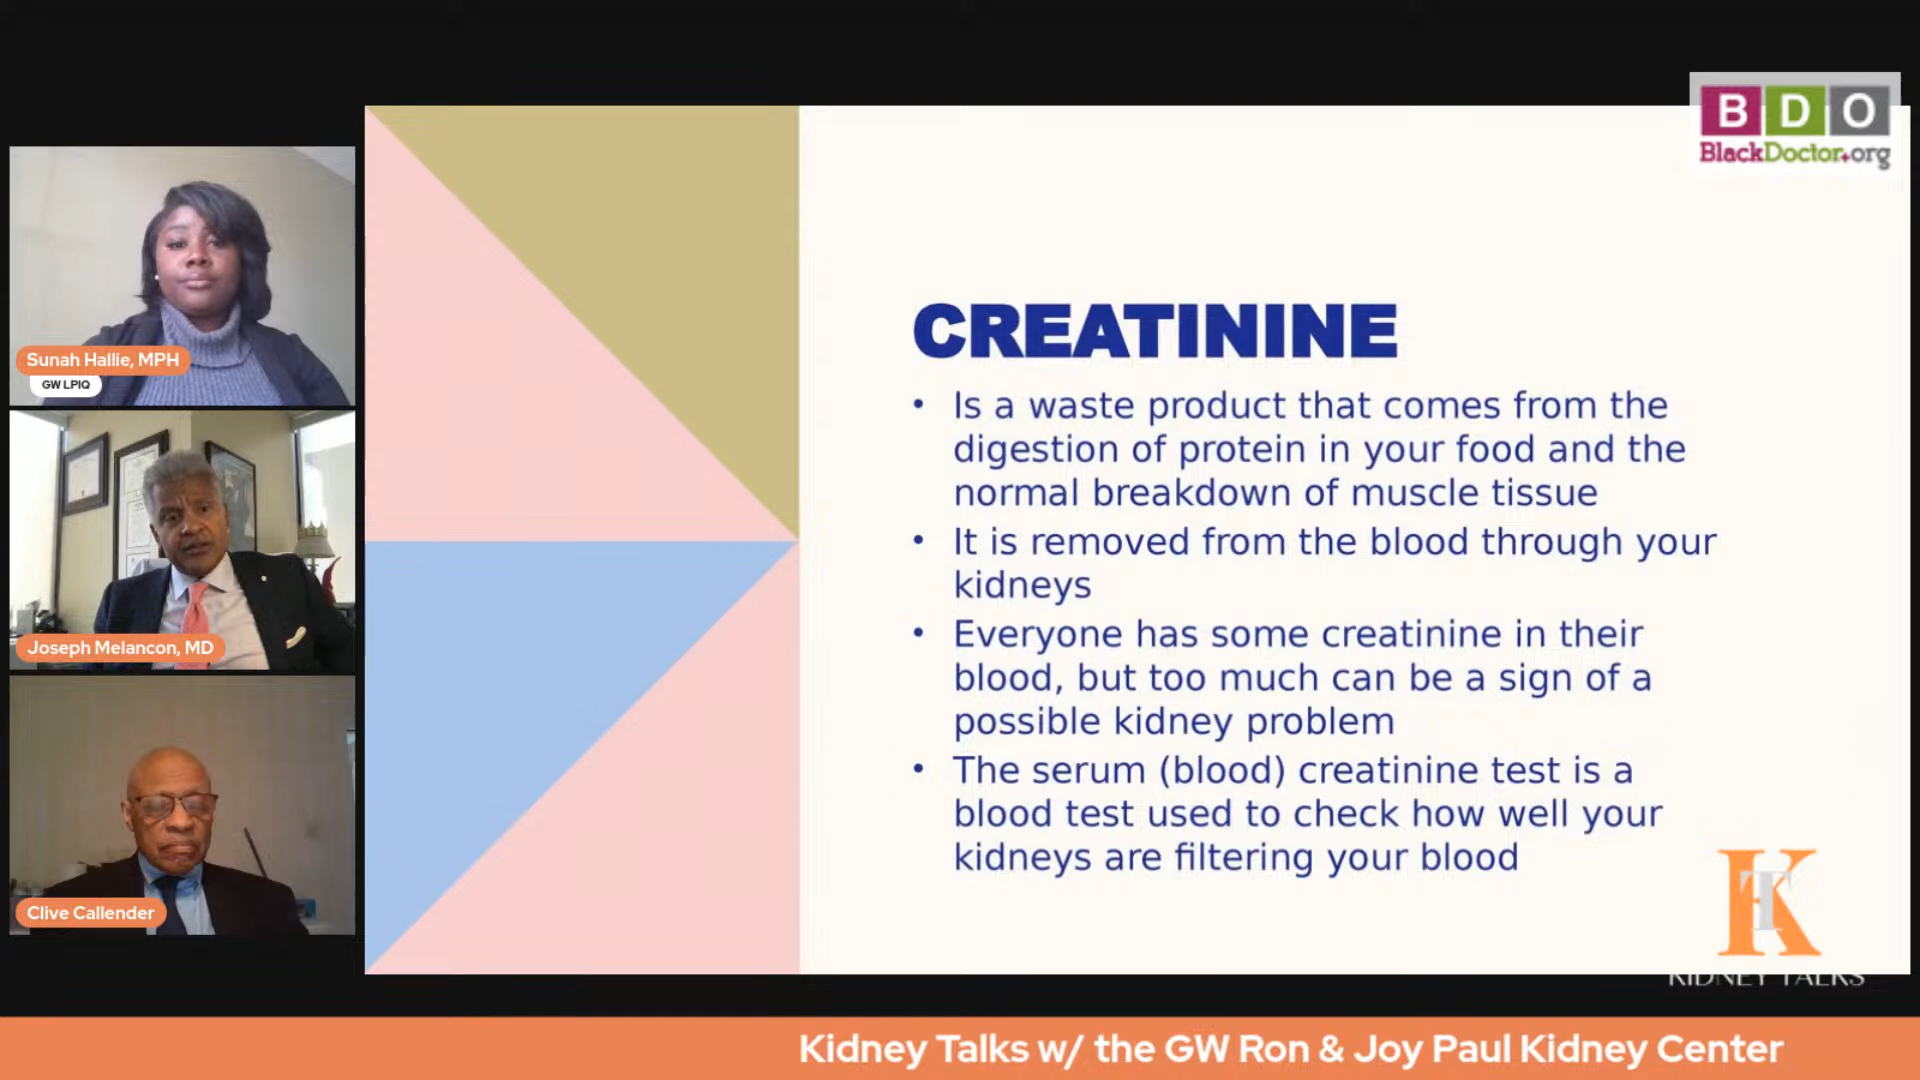 B D O
BlackDoctor.org
Sunah Hallie, MPH
GW LPIQ
Joseph Melancon, MD
Clive Callender
CREATININE
• Is a waste product that comes from the
digestion of protein in your food and the
normal breakdown of muscle tissue
• It is removed from the blood through your
kidneys
• Everyone has some creatinine in their
blood, but too much can be a sign of a
possible kidney problem
• The serum (blood) creatinine test is a
blood test used to check how well your
kidneys are filtering your blood
KT
KIDNEY TALKS
Kidney Talks w/ the GW Ron & Joy Paul Kidney Center